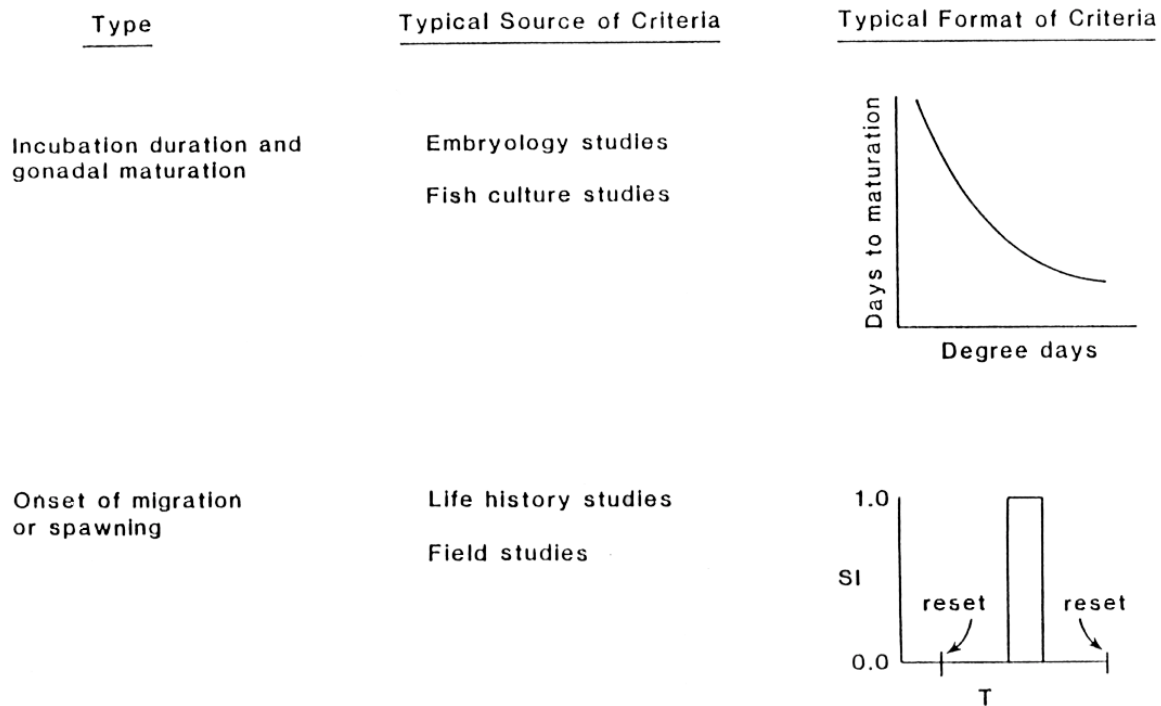 Type
Typical Source of Criteria
Typical Format of Criteria
Incubation duration and
gonadal maturation
Embryology studies
Fish culture studies
Days to maturation
Degree days
Onset of migration
or spawning
Life history studies
Field studies
1.0
SI
reset
reset
0.0
T